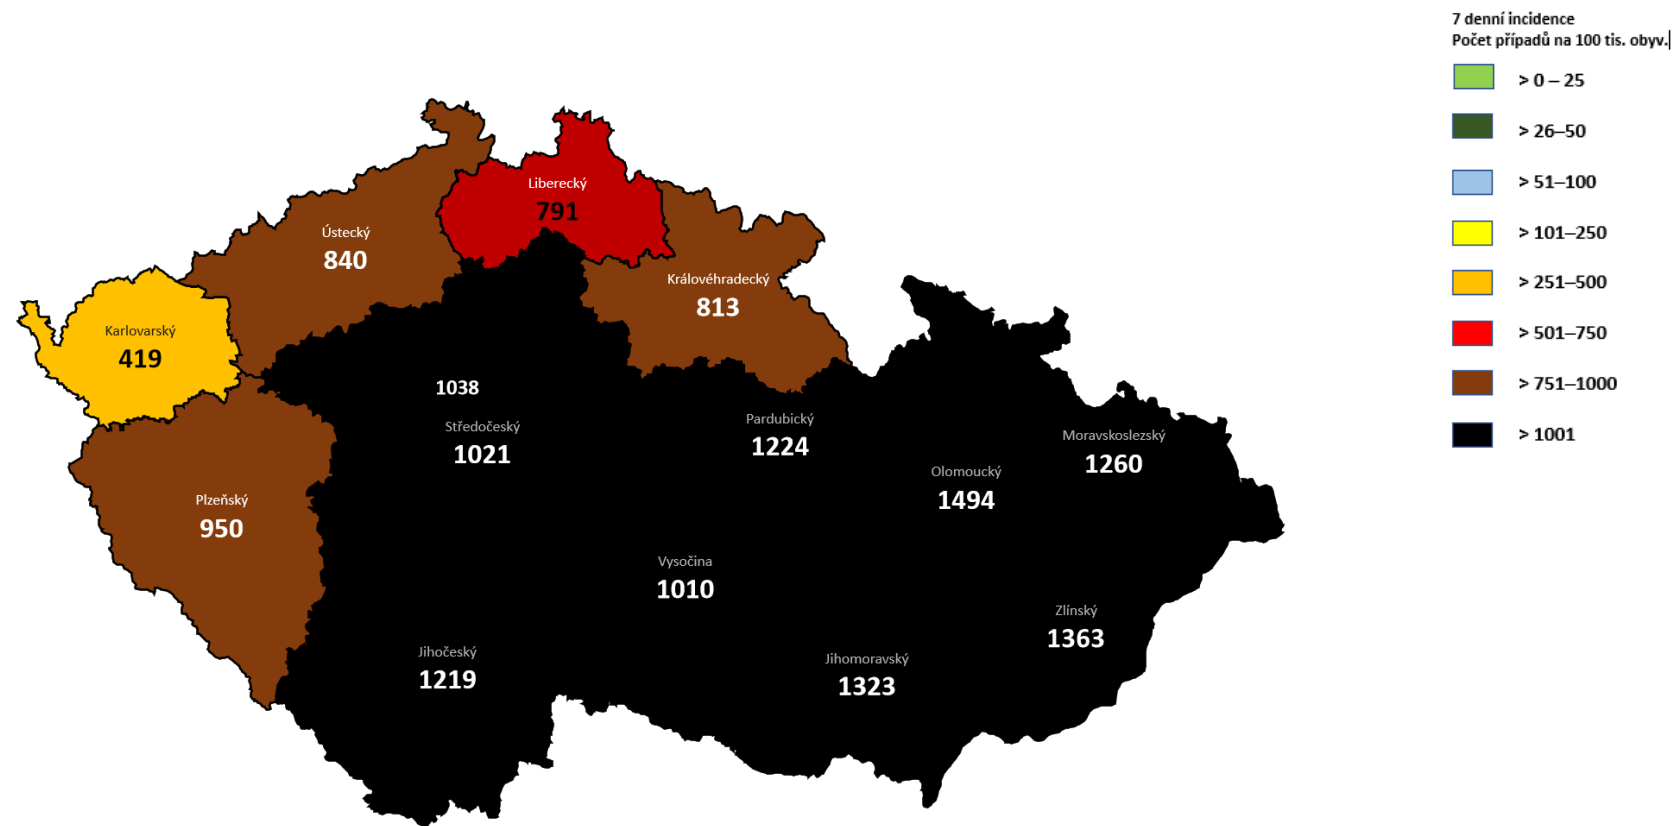 7 denní incidence
Počet případů na 100 tis. obyv.
> 0 – 25
> 26–50
> 51–100
> 101–250
> 251–500
> 501–750
> 751–1000
> 1001
Liberecký
791
Ústecký
840
Královéhradecký
813
Karlovarský
419
1038
Středočeský
1021
Pardubický
1224
Moravskoslezský
1260
Olomoucký
1494
Plzeňský
950
Vysočina
1010
Zlínský
1363
Jihočeský
1219
Jihomoravský
1323